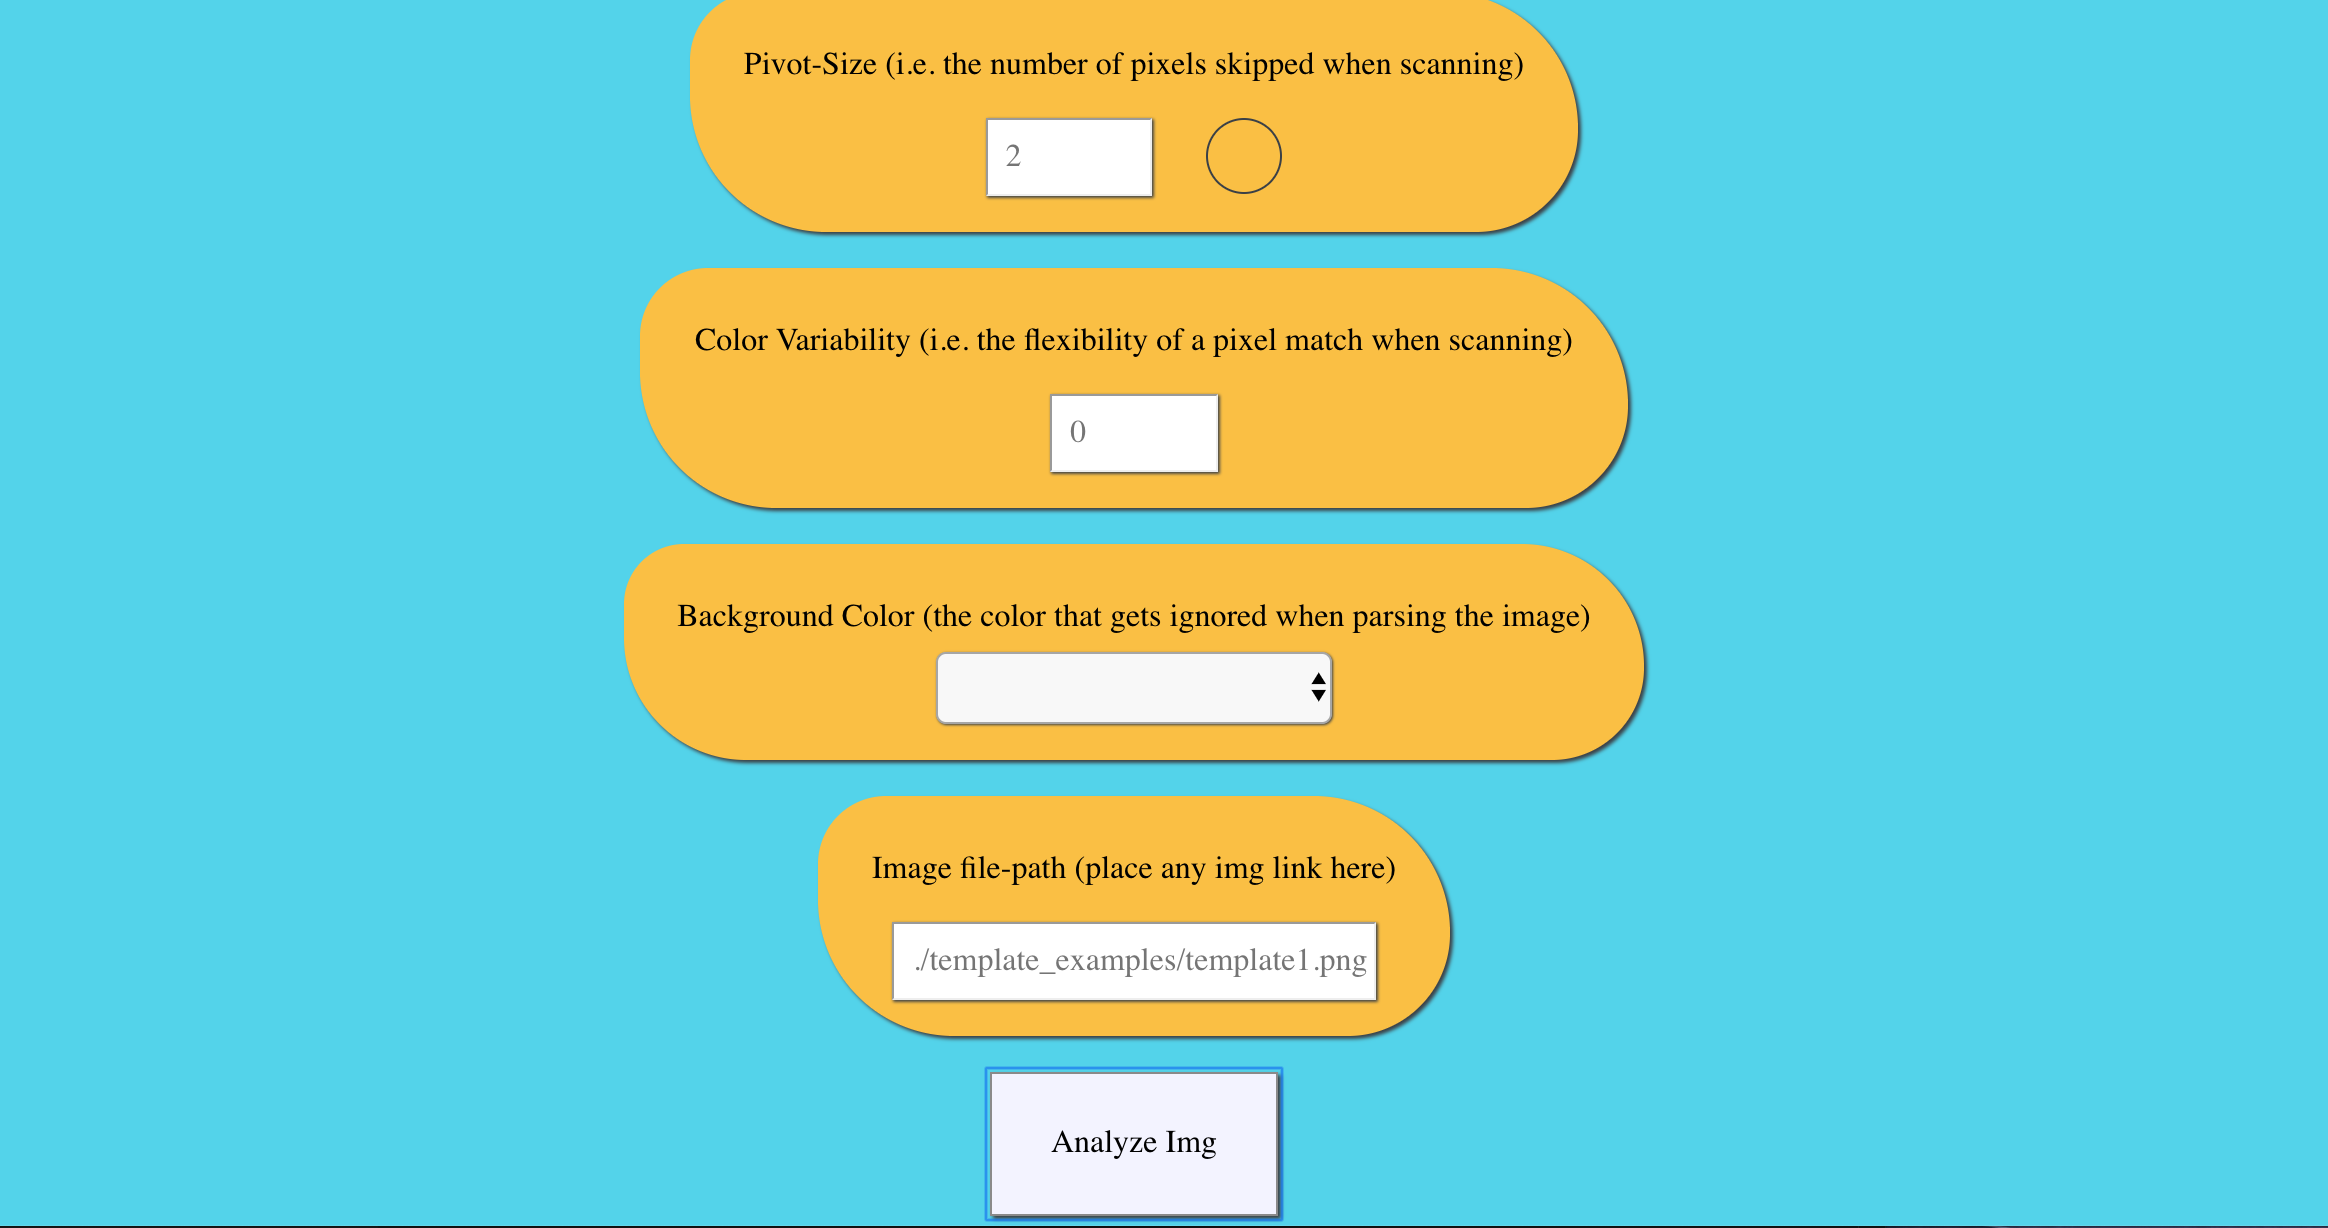 Pivot-Size (i.e. the number of pixels skipped when scanning)
2
Color Variability (i.e. the flexibility of a pixel match when scanning)
0
Background Color (the color that gets ignored when parsing the image)
Image file-path (place any img link here)
./template_examples/template1.png
Analyze Img